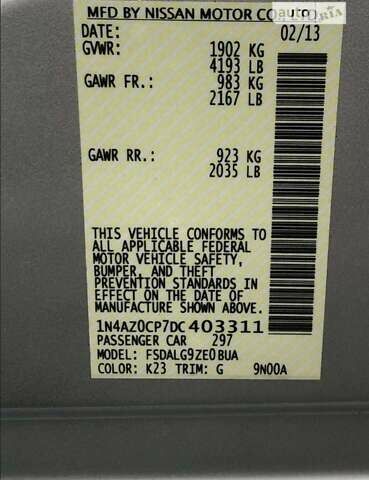 MFD BY NISSAN MOTOR CO
auto RIA
DATE: 02/13
GVWR: 1902 KG
4193 LB
GAWR FR.: 983 KG
2167 LB
GAWR RR.: 923 KG
2035 LB
THIS VEHICLE CONFORMS TO
ALL APPLICABLE FEDERAL
MOTOR VEHICLE SAFETY,
BUMPER, AND THEFT
PREVENTION STANDARDS IN
EFFECT ON THE DATE OF
MANUFACTURE SHOWN ABOVE.
1N4AZ0CP7DC403311
PASSENGER CAR 297
MODEL: FSDALG9ZE0BUA
COLOR: K23 TRIM: G 9N00A